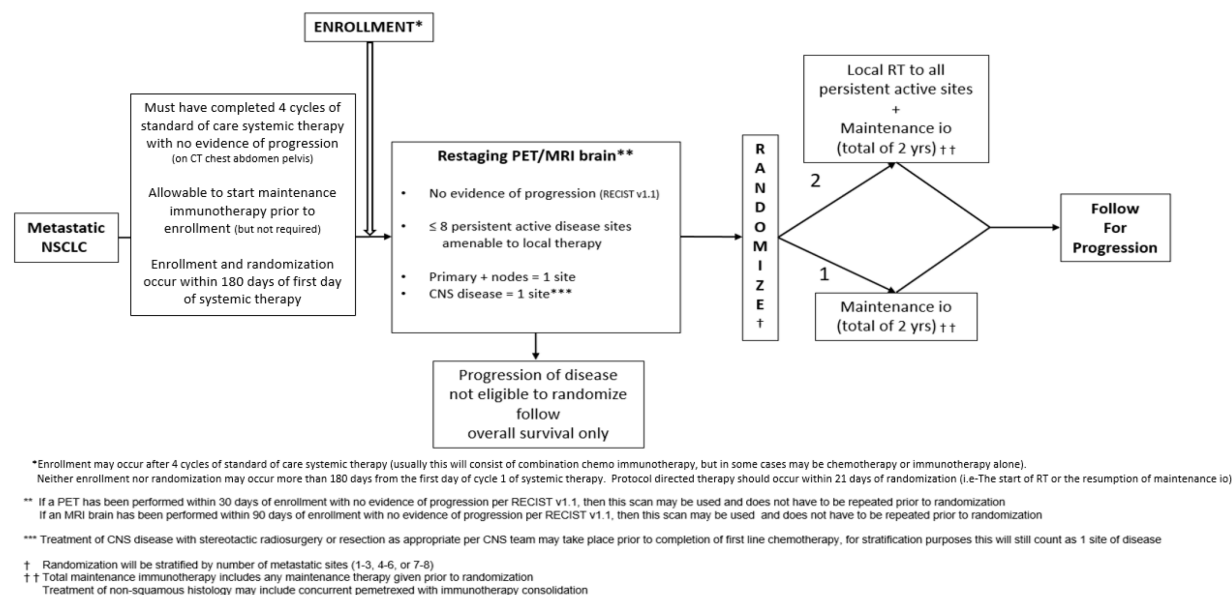 ENROLLMENT*
Metastatic
NSCLC
Must have completed 4 cycles of
standard of care systemic therapy
with no evidence of progression
(on CT chest abdomen pelvis)
Allowable to start maintenance
immunotherapy prior to
enrollment (but not required)
Enrollment and randomization
occur within 180 days of first day
of systemic therapy
Restaging PET/MRI brain**
• No evidence of progression (RECIST v1.1)
• ≤ 8 persistent active disease sites
amenable to local therapy
• Primary + nodes = 1 site
• CNS disease = 1 site***
Progression of disease
not eligible to randomize
follow
overall survival only
R
A
N
D
O
M
I
Z
E
†
2
Local RT to all
persistent active sites
+
Maintenance io
(total of 2 yrs) † †
1
Maintenance io
(total of 2 yrs) † †
Follow
For
Progression
*Enrollment may occur after 4 cycles of standard of care systemic therapy (usually this will consist of combination chemo immunotherapy, but in some cases may be chemotherapy or immunotherapy alone).
Neither enrollment nor randomization may occur more than 180 days from the first day of cycle 1 of systemic therapy. Protocol directed therapy should occur within 21 days of randomization (i.e-The start of RT or the resumption of maintenance io)
** If a PET has been performed within 30 days of enrollment with no evidence of progression per RECIST v1.1, then this scan may be used and does not have to be repeated prior to randomization
If an MRI brain has been performed within 90 days of enrollment with no evidence of progression per RECIST v1.1, then this scan may be used and does not have to be repeated prior to randomization
*** Treatment of CNS disease with stereotactic radiosurgery or resection as appropriate per CNS team may take place prior to completion of first line chemotherapy, for stratification purposes this will still count as 1 site of disease
† Randomization will be stratified by number of metastatic sites (1-3, 4-6, or 7-8)
† † Total maintenance immunotherapy includes any maintenance therapy given prior to randomization
Treatment of non-squamous histology may include concurrent pemetrexed with immunotherapy consolidation